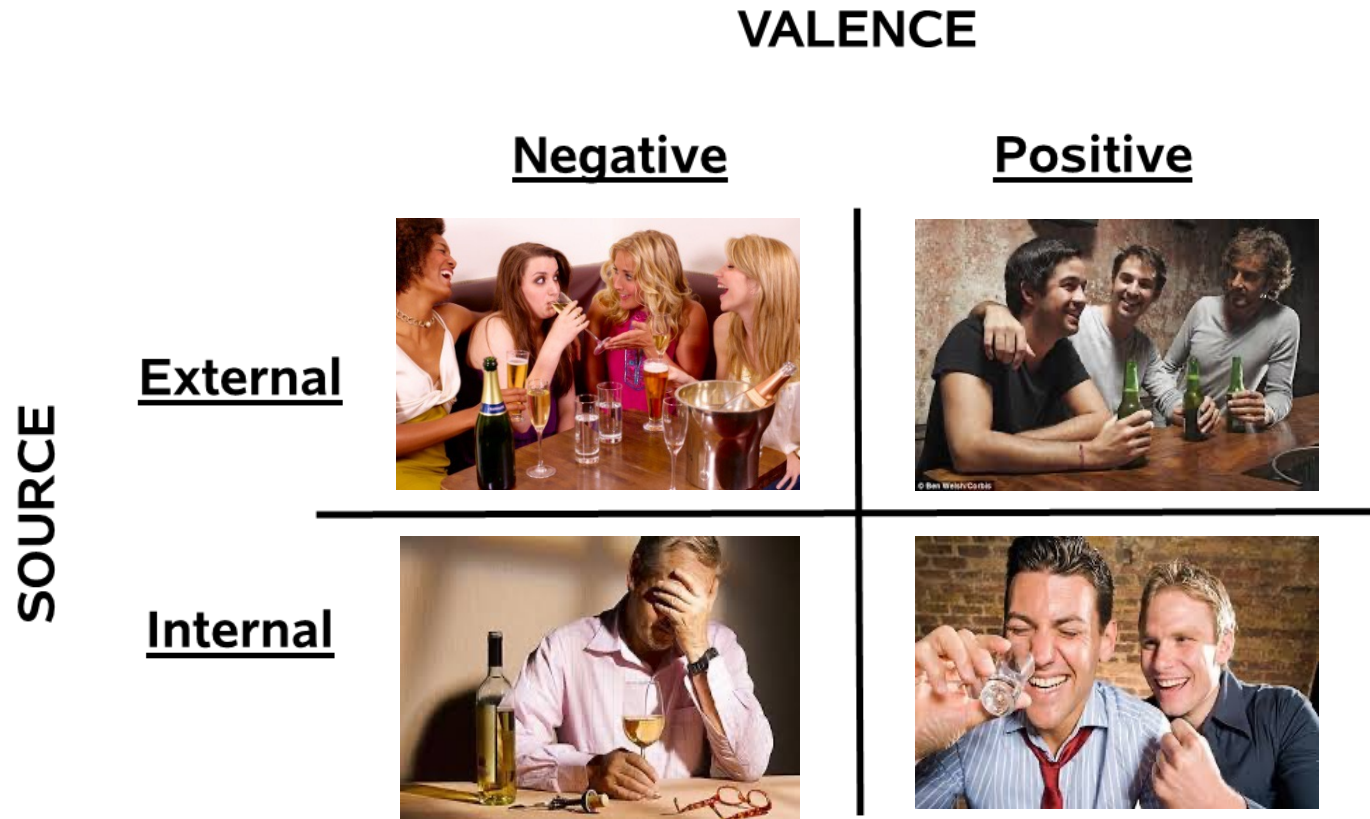 VALENCE
Negative
Positive
External
SOURCE
Internal
© Ben Welsh/Corbis